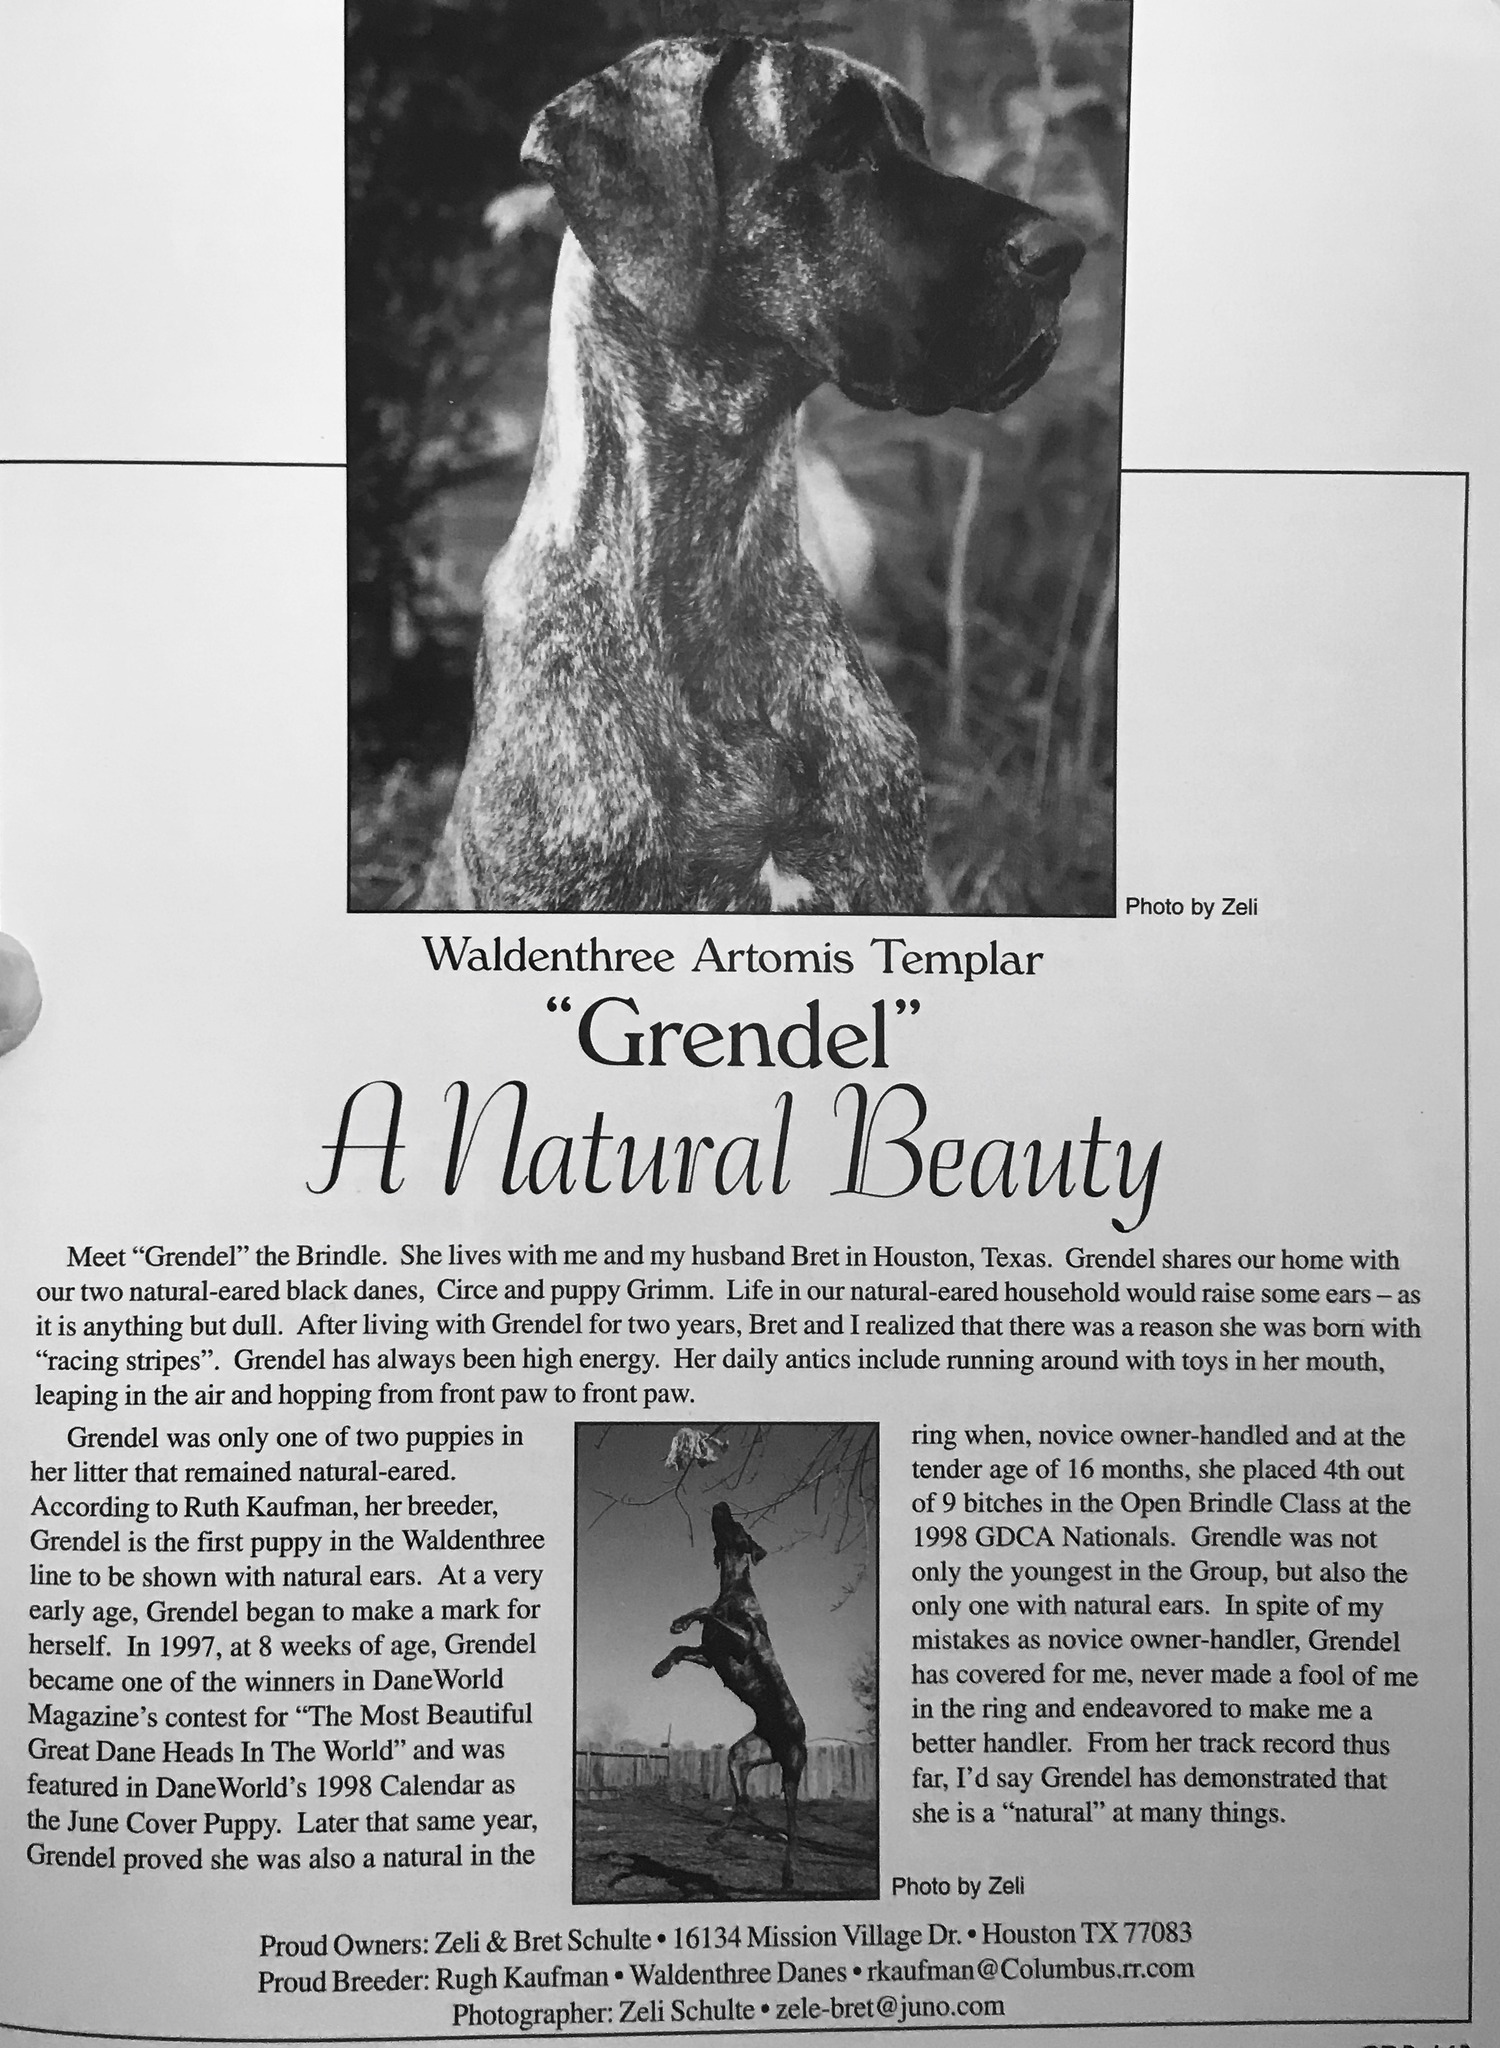 Photo by Zeli
Waldenthree Artomis Templar
“Grendel”
A Natural Beauty
Meet “Grendel” the Brindle. She lives with me and my husband Bret in Houston, Texas. Grendel shares our home with
our two natural-eared black danes, Circe and puppy Grimm. Life in our natural-eared household would raise some ears – as
it is anything but dull. After living with Grendel for two years, Bret and I realized that there was a reason she was born with
“racing stripes”. Grendel has always been high energy. Her daily antics include running around with toys in her mouth,
leaping in the air and hopping from front paw to front paw.
Grendel was only one of two puppies in
her litter that remained natural-eared.
According to Ruth Kaufman, her breeder,
Grendel is the first puppy in the Waldenthree
line to be shown with natural ears. At a very
early age, Grendel began to make a mark for
herself. In 1997, at 8 weeks of age, Grendel
became one of the winners in DaneWorld
Magazine’s contest for “The Most Beautiful
Great Dane Heads In The World” and was
featured in DaneWorld’s 1998 Calendar as
the June Cover Puppy. Later that same year,
Grendel proved she was also a natural in the
ring when, novice owner-handled and at the
tender age of 16 months, she placed 4th out
of 9 bitches in the Open Brindle Class at the
1998 GDCA Nationals. Grendle was not
only the youngest in the Group, but also the
only one with natural ears. In spite of my
mistakes as novice owner-handler, Grendel
has covered for me, never made a fool of me
in the ring and endeavored to make me a
better handler. From her track record thus
far, I’d say Grendel has demonstrated that
she is a “natural” at many things.
Photo by Zeli
Proud Owners: Zeli & Bret Schulte • 16134 Mission Village Dr. • Houston TX 77083
Proud Breeder: Rugh Kaufman • Waldenthree Danes • rkaufman@Columbus.rr.com
Photographer: Zeli Schulte • zele-bret@juno.com